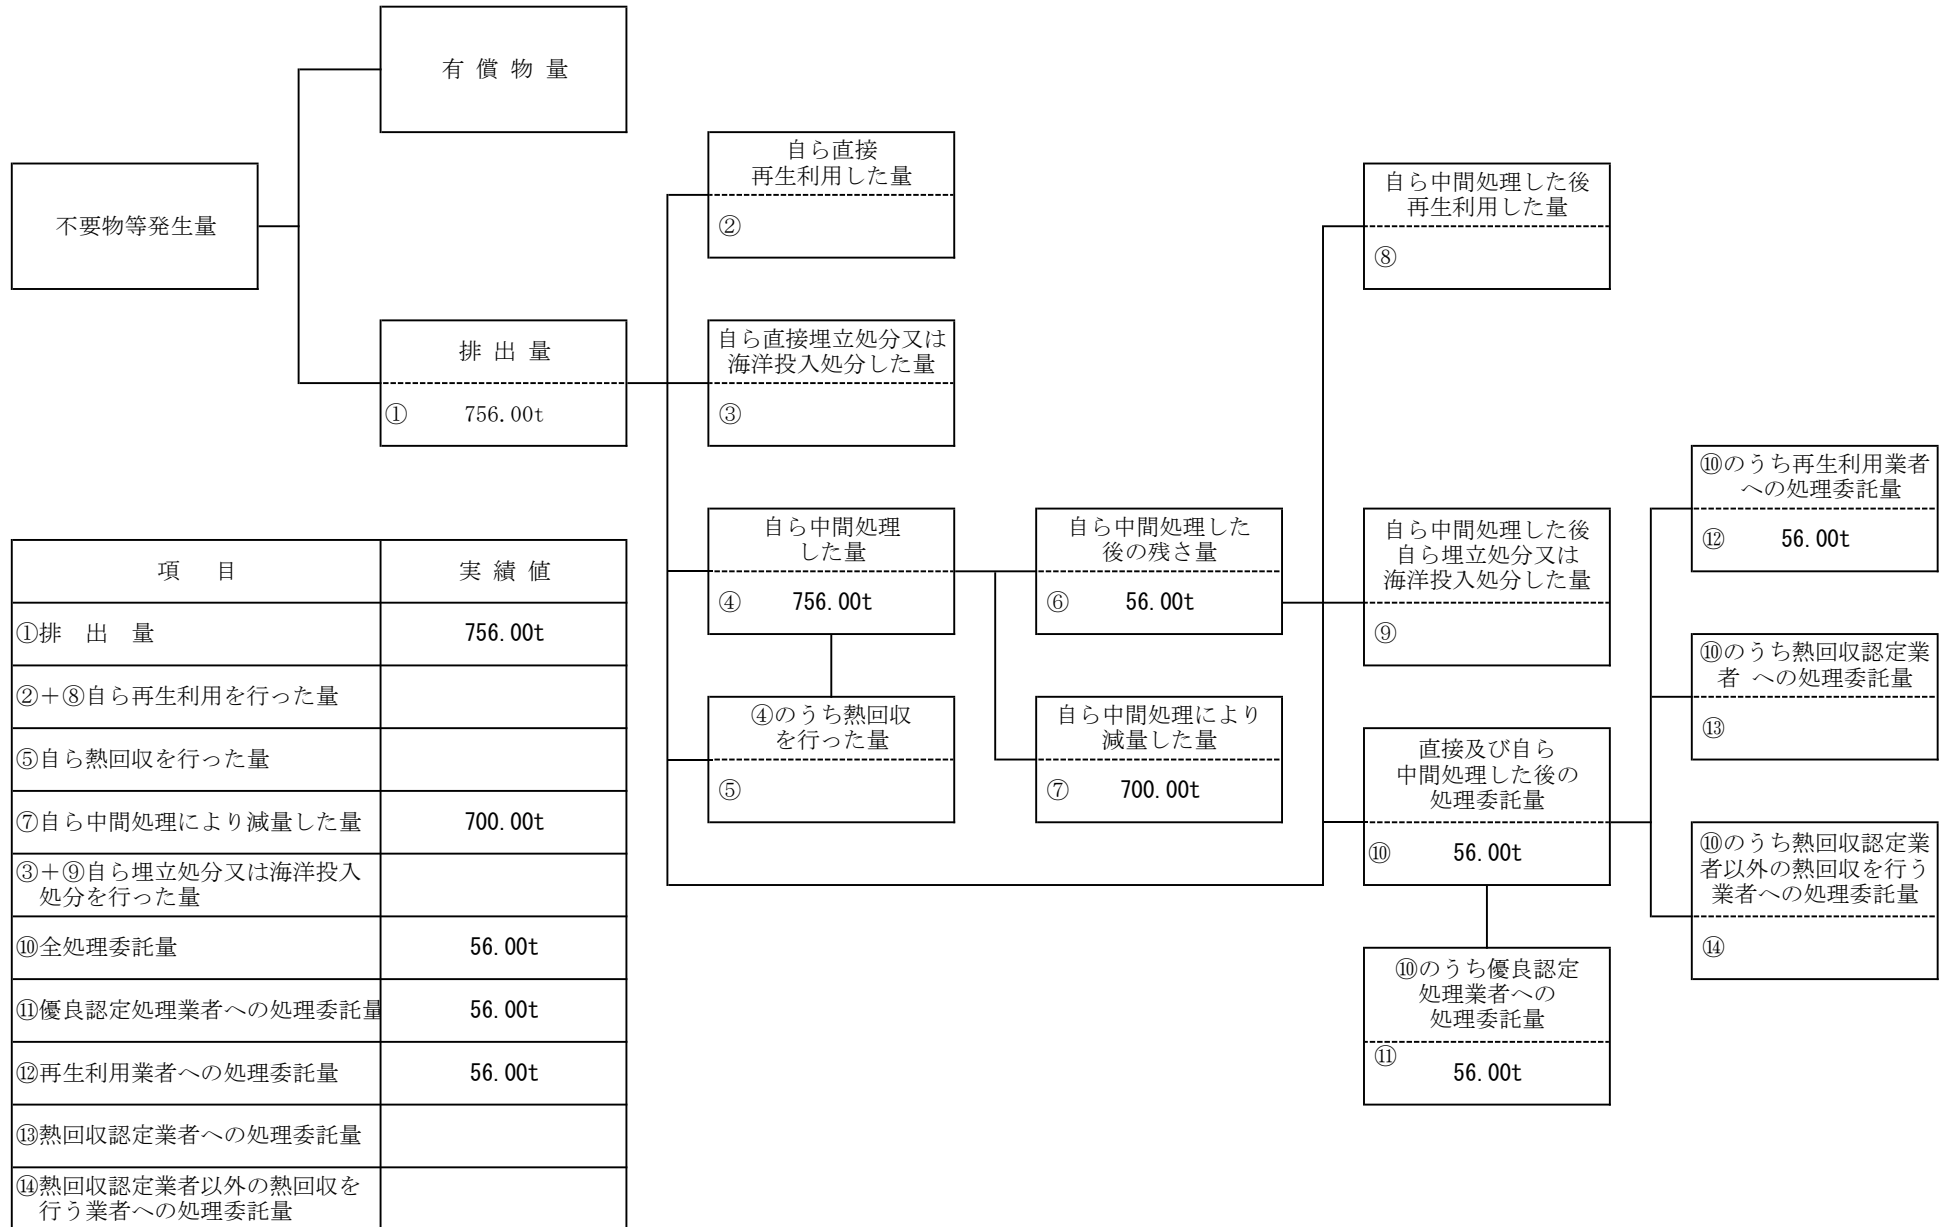 有 償 物 量
不要物等発生量
排 出 量
① 756.00t
自ら直接
再生利用した量
②
自ら直接埋立処分又は
海洋投入処分した量
③
自ら中間処理
した量
④ 756.00t
④のうち熱回収
を行った量
⑤
自ら中間処理した
後の残さ量
⑥ 56.00t
自ら中間処理により
減量した量
⑦ 700.00t
自ら中間処理した後
再生利用した量
⑧
自ら中間処理した後
自ら埋立処分又は
海洋投入処分した量
⑨
直接及び自ら
中間処理した後の
処理委託量
⑩ 56.00t
⑩のうち優良認定
処理業者への
処理委託量
⑪ 56.00t
⑩のうち再生利用業者
への処理委託量
⑫ 56.00t
⑩のうち熱回収認定業
者 への処理委託量
⑬
⑩のうち熱回収認定業
者以外の熱回収を行う
業者への処理委託量
⑭
項 目 実 績 値
①排 出 量 756.00t
②＋⑧自ら再生利用を行った量
⑤自ら熱回収を行った量
⑦自ら中間処理により減量した量 700.00t
③＋⑨自ら埋立処分又は海洋投入
処分を行った量
⑩全処理委託量 56.00t
⑪優良認定処理業者への処理委託量 56.00t
⑫再生利用業者への処理委託量 56.00t
⑬熱回収認定業者への処理委託量
⑭熱回収認定業者以外の熱回収を
行う業者への処理委託量